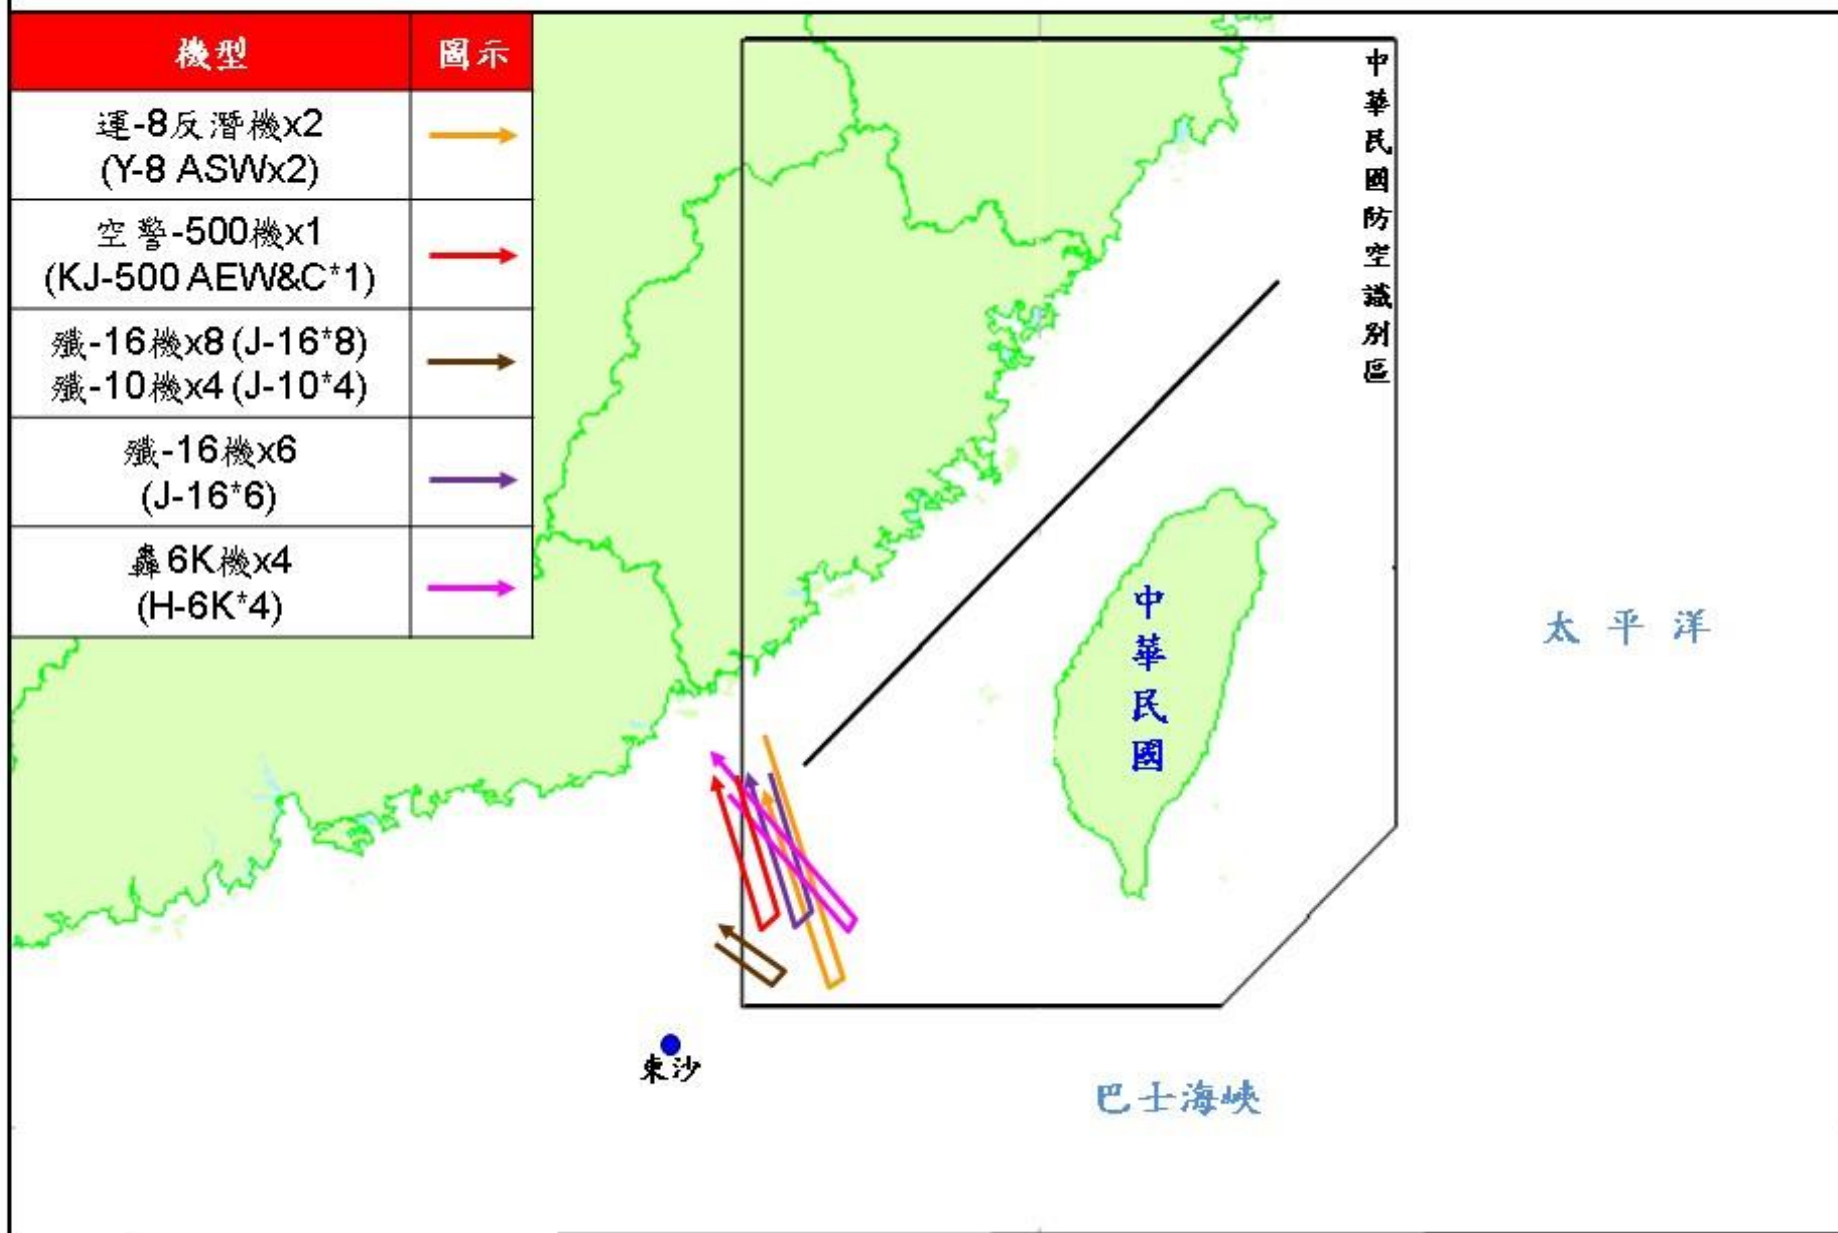 機型 圖示
運-8反潛機x2
(Y-8 ASWx2)
空警-500機x1
(KJ-500 AEW&C*1)
殲-16機x8 (J-16*8)
殲-10機x4 (J-10*4)
殲-16機x6
(J-16*6)
轟6K機x4
(H-6K*4)
中華民國防空識別區
中華民國
太平洋
東沙
巴士海峽